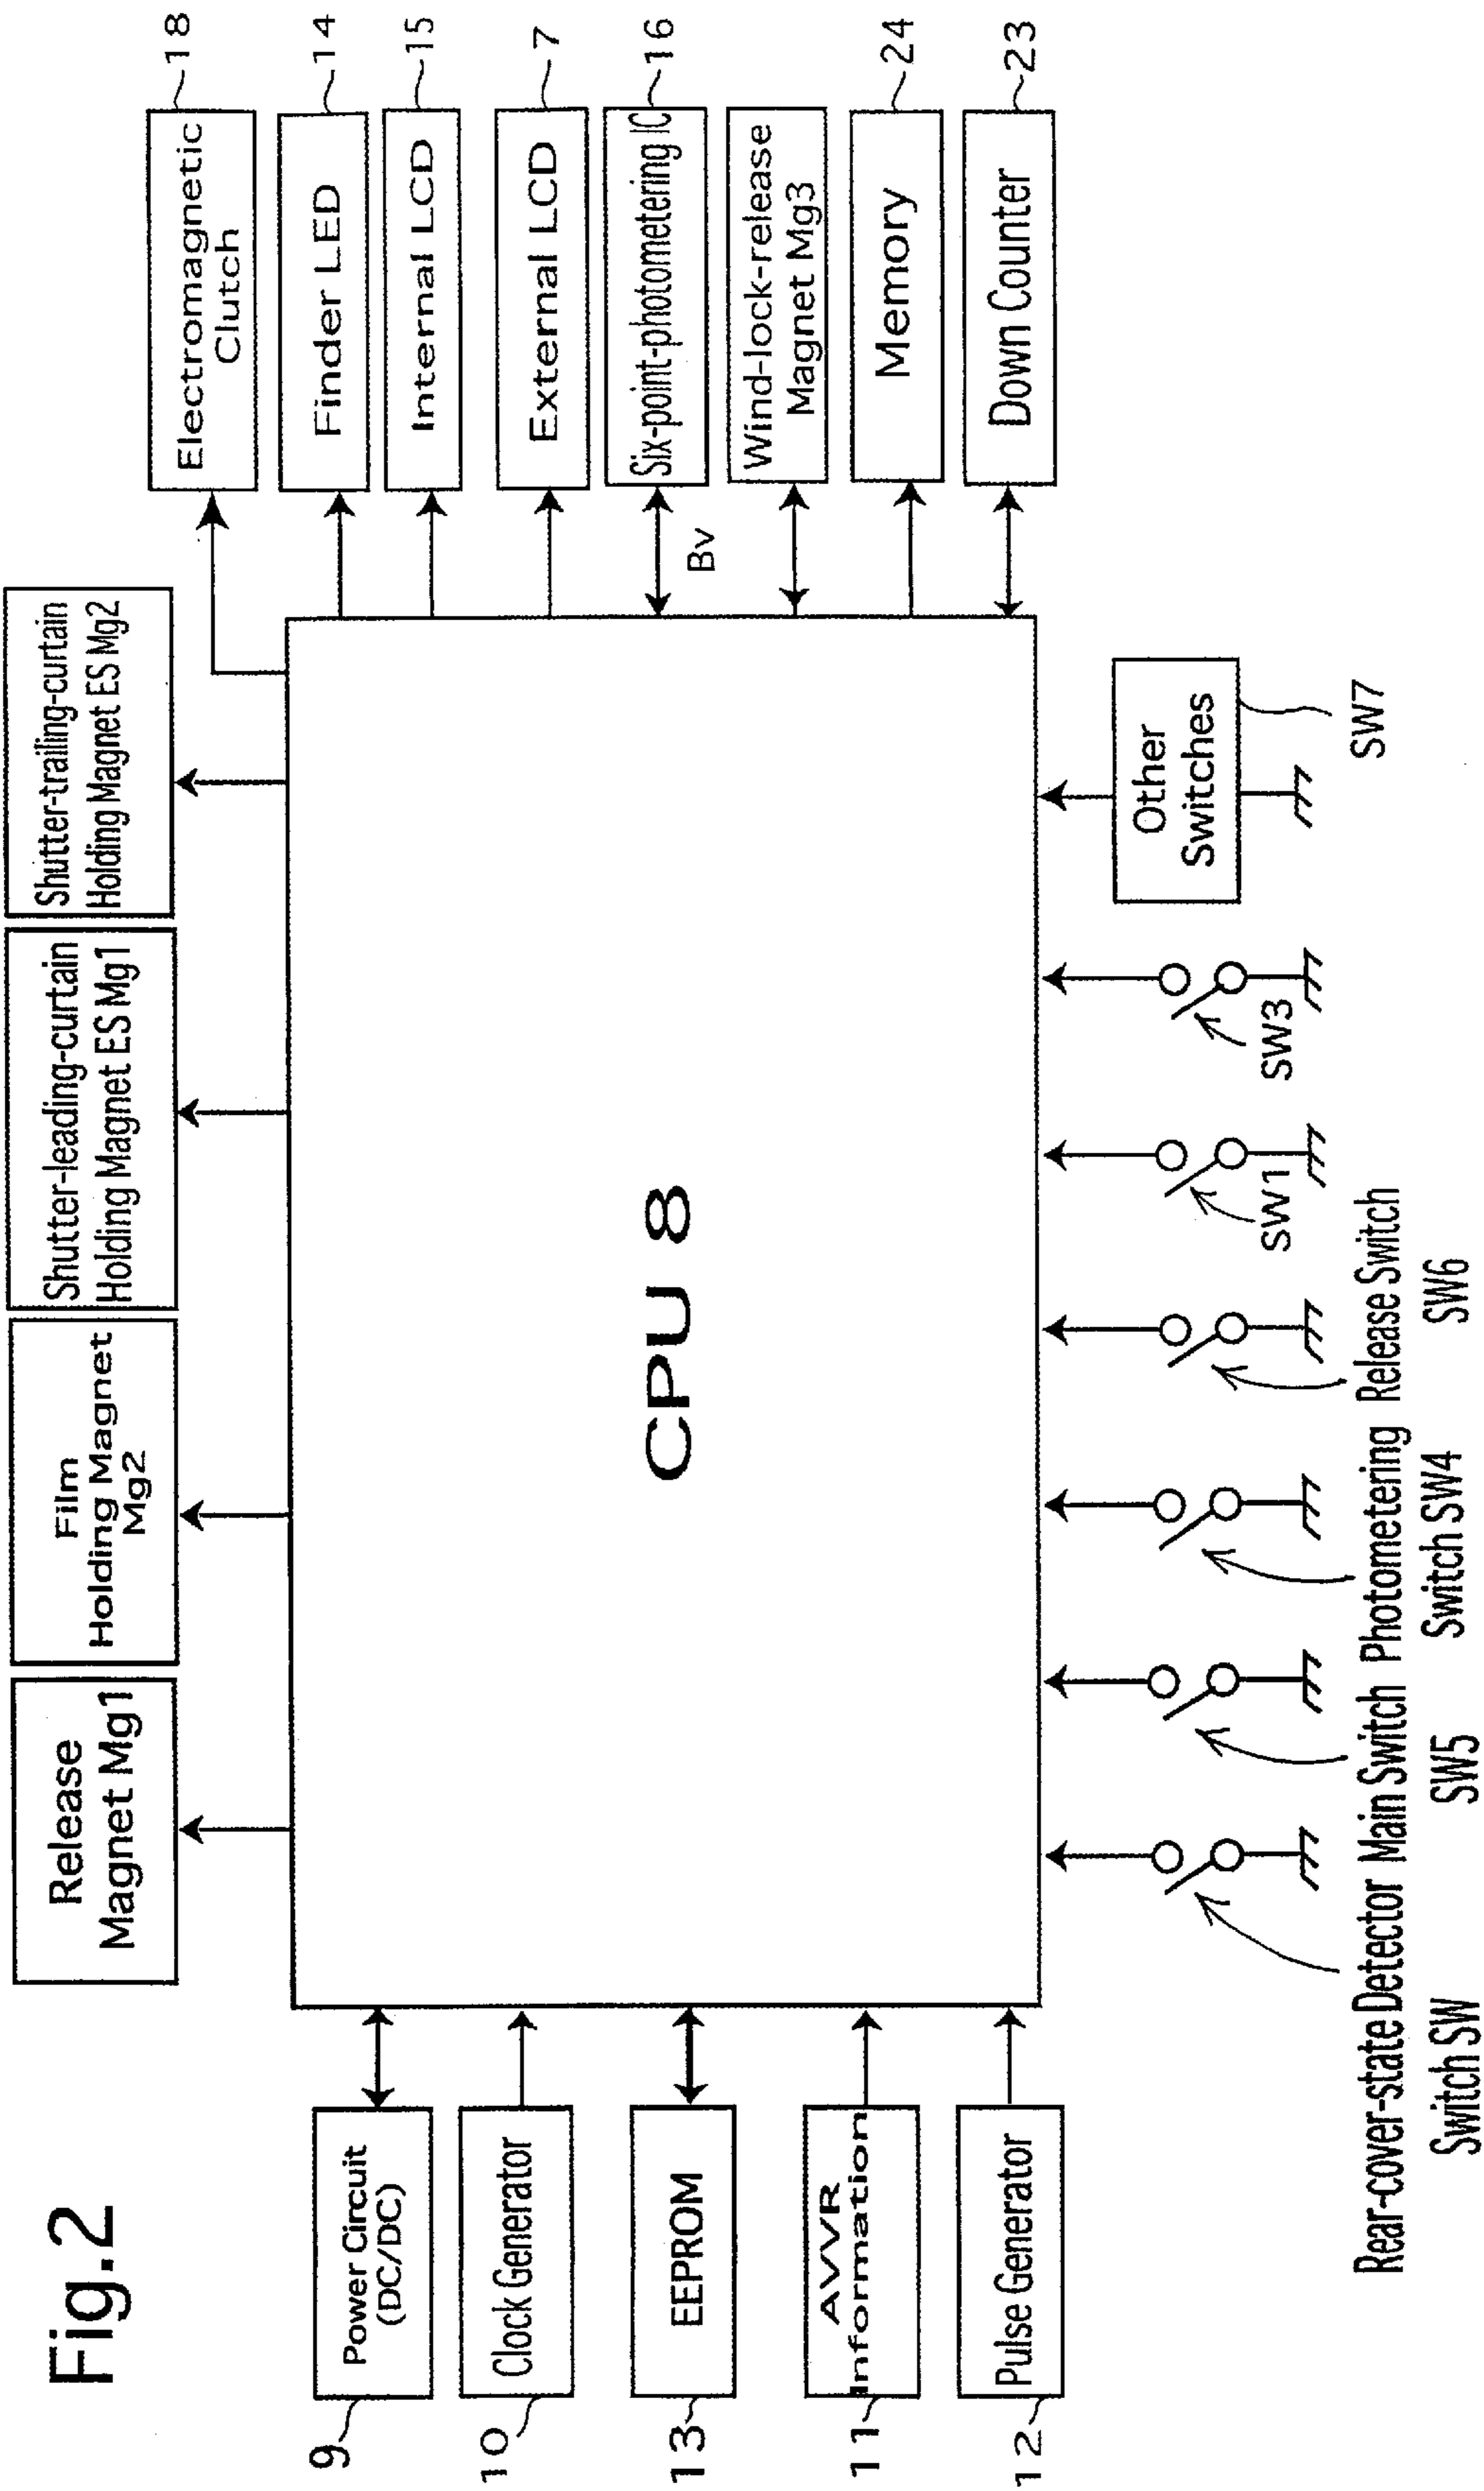 Fig.2
Release
Magnet Mg1
Film
Holding Magnet
Mg2
Shutter-leading-curtain
Holding Magnet ES Mg1
Shutter-trailing-curtain
Holding Magnet ES Mg2
Electromagnetic
Clutch
18
Finder LED
14
Internal LCD
15
External LCD
7
Six-point-photometering IC
16
Bv
Wind-lock-release
Magnet Mg3
Memory
24
Down Counter
23
CPU 8
Power Circuit
(DC/DC)
9
Clock Generator
10
EEPROM
13
AVVR
Information
11
Pulse Generator
12
Rear-cover-state Detector
Switch SW
Main Switch
SW5
Photometering
Switch SW4
Release Switch
SW6
SW1
SW3
Other
Switches
SW7